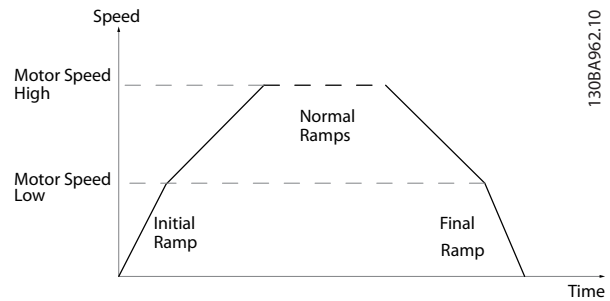 Speed
130BA962.10
Motor Speed
High
Normal
Ramps
Motor Speed
Low
Initial
Ramp
Final
Ramp
Time